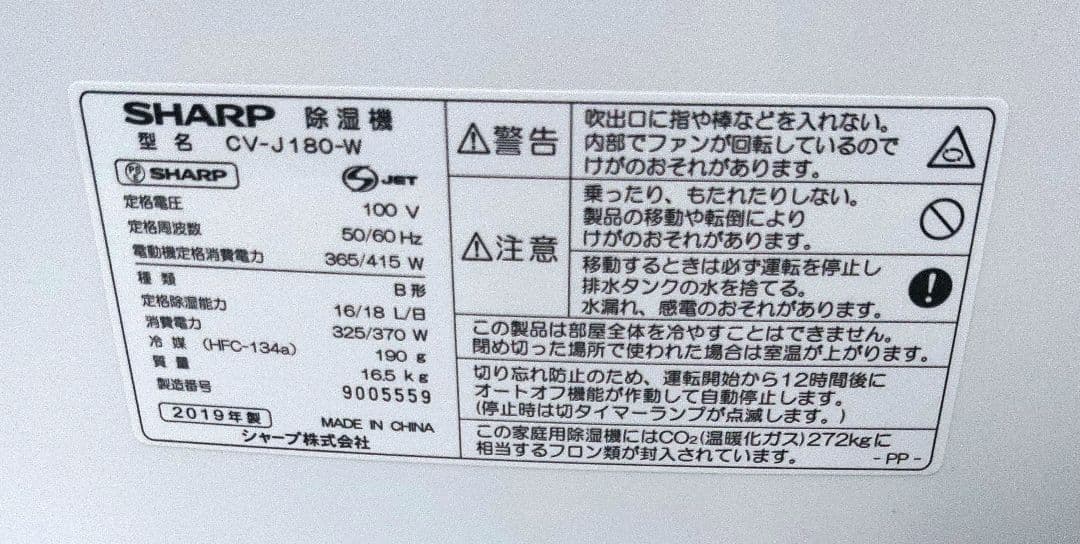 SHARP 除湿機
型名 CV-J180-W
SHARP
S JET
定格電圧 100 V
定格周波数 50/60 Hz
電動機定格消費電力 365/415 W
種類 B形
定格除湿能力 16/18 L/日
消費電力 325/370 W
冷媒 (HFC-134a) 190 g
質量 16.5 kg
製造番号 9005559
2019年製 MADE IN CHINA
シャープ株式会社
⚠警告
吹出口に指や棒などを入れない。
内部でファンが回転しているので
けがのおそれがあります。
⚠注意
乗ったり、もたれたりしない。
製品の移動や転倒により
けがのおそれがあります。
移動するときは必ず運転を停止し
排水タンクの水を捨てる。
水漏れ、感電のおそれがあります。
この製品は部屋全体を冷やすことはできません。
閉め切った場所で使われた場合は室温が上がります。
切り忘れ防止のため、運転開始から12時間後に
オートオフ機能が作動して自動停止します。
(停止時は切タイマーランプが点滅します。)
この家庭用除湿機にはCO₂(温暖化ガス)272kgに
相当するフロン類が封入されています。 -PP-